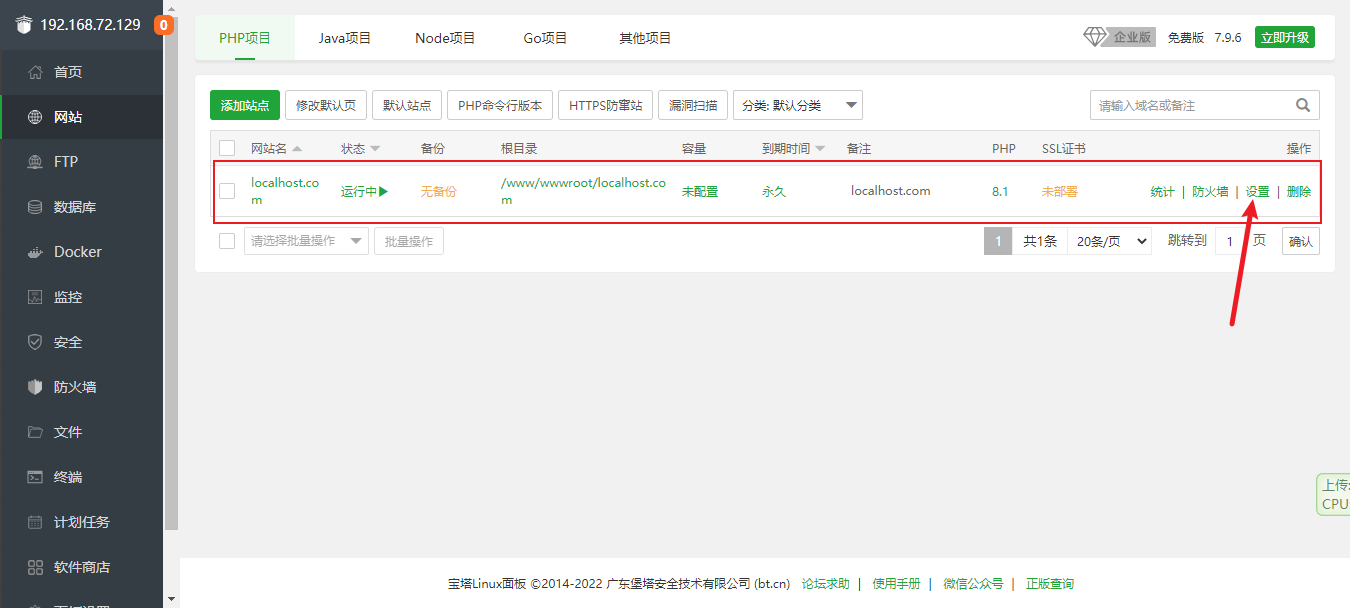 192.168.72.129
0
首页
网站
FTP
数据库
Docker
监控
安全
防火墙
文件
终端
计划任务
软件商店
PHP项目 Java项目 Node项目 Go项目 其他项目
企业版 免费版 7.9.6 立即升级
添加站点 修改默认页 默认站点 PHP命令行版本 HTTPS防窜站 漏洞扫描 分类: 默认分类 请输入域名或备注
网站名 状态 备份 根目录 容量 到期时间 备注 PHP SSL证书 操作
localhost.co
m
运行中 无备份
/www/wwwroot/localhost.co
m
未配置 永久 localhost.com 8.1 未部署 统计 | 防火墙 | 设置 | 删除
请选择批量操作 批量操作 1 共1条 20条/页 跳转到 1 页 确认
上传
CPU
宝塔Linux面板 ©2014-2022 广东堡塔安全技术有限公司 (bt.cn) 论坛求助 | 使用手册 | 微信公众号 | 正版查询